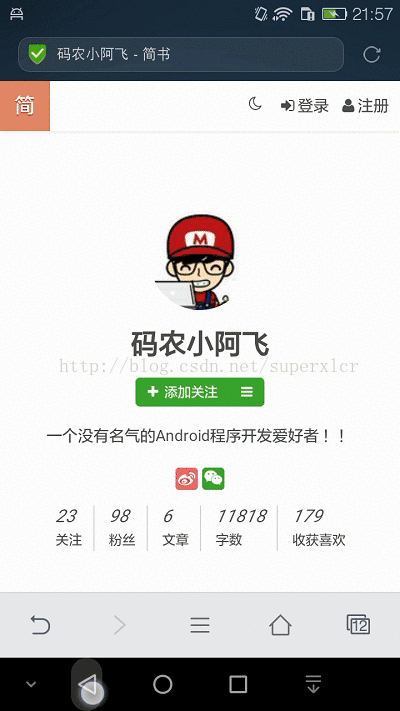 21:57
码农小阿飞 - 简书
简 登录 注册
M
码农小阿飞
http://blog.csdn.net/superxlcr
添加关注
一个没有名气的Android程序开发爱好者！！
23 98 6 11818 179
关注 粉丝 文章 字数 收获喜欢
12